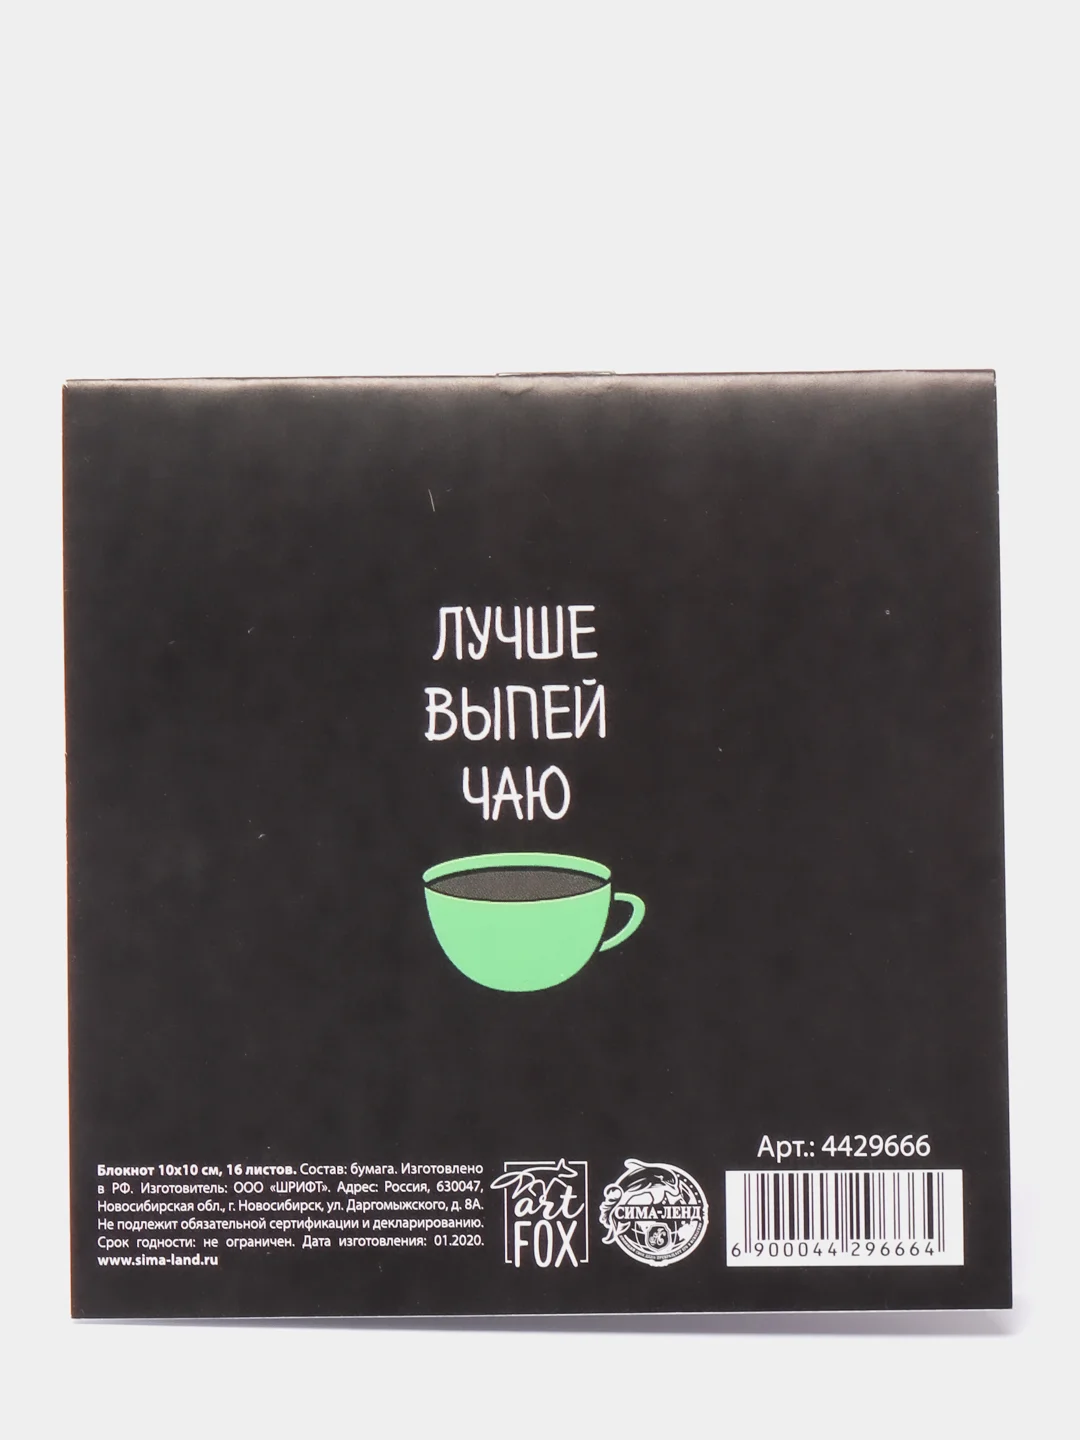 ЛУЧШЕ
ВЫПЕЙ
ЧАЮ
Арт.: 4429666
Блокнот 10х10 см, 16 листов. Состав: бумага. Изготовлено
в РФ. Изготовитель: ООО «ШРИФТ». Адрес: Россия, 630047,
Новосибирская обл., г. Новосибирск, ул. Даргомыжского, д. 8А.
Не подлежит обязательной сертификации и декларированию.
Срок годности: не ограничен. Дата изготовления: 01.2020.
www.sima-land.ru
art
FOX
СИМА-ЛЕНД
6 900044 296664